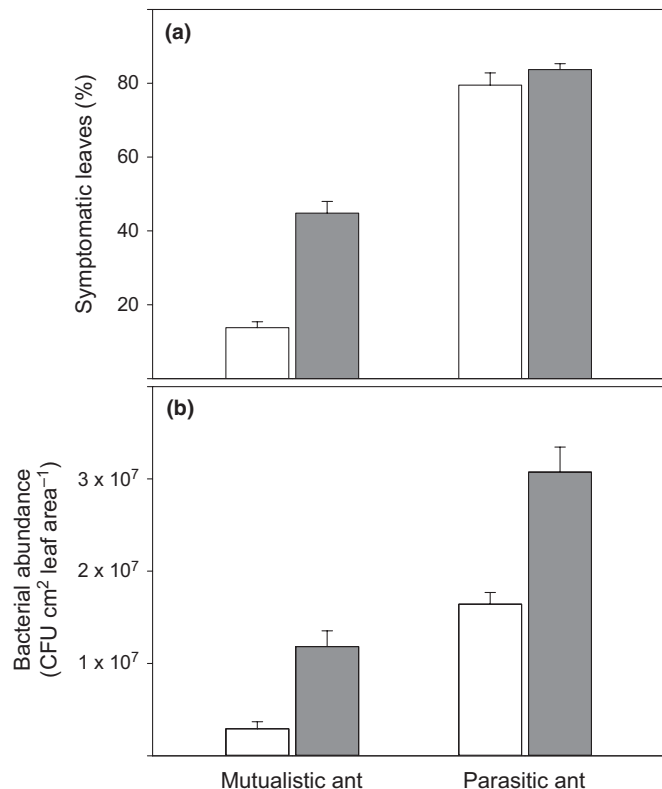 (a)
Symptomatic leaves (%)
80
60
40
20
(b)
Bacterial abundance
(CFU cm² leaf area⁻¹)
3 x 10⁷
2 x 10⁷
1 x 10⁷
Mutualistic ant Parasitic ant